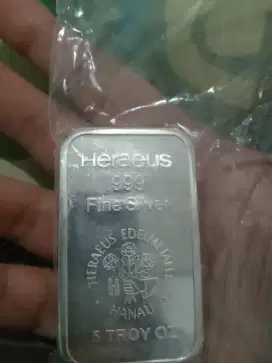 Heraeus
999
Fine Silver
HERAEUS EDELMETALLE
H
HANAU
5 TROY OZ